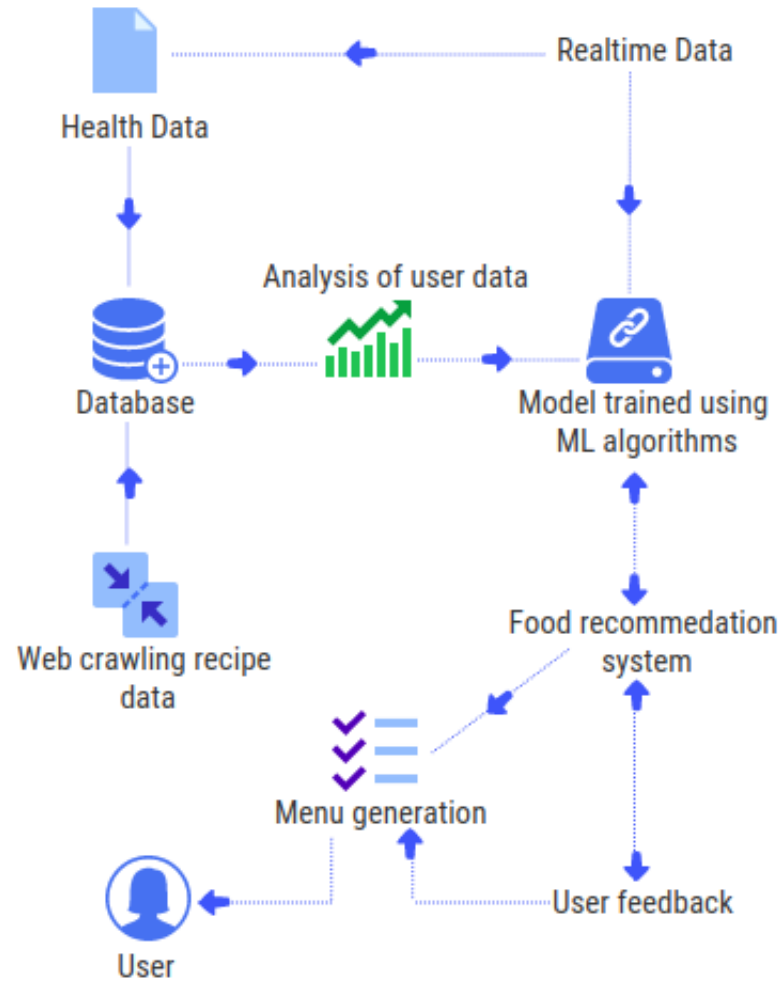 Realtime Data
Health Data
Analysis of user data
Database
Model trained using
ML algorithms
Food recommedation
system
Web crawling recipe
data
Menu generation
User feedback
User